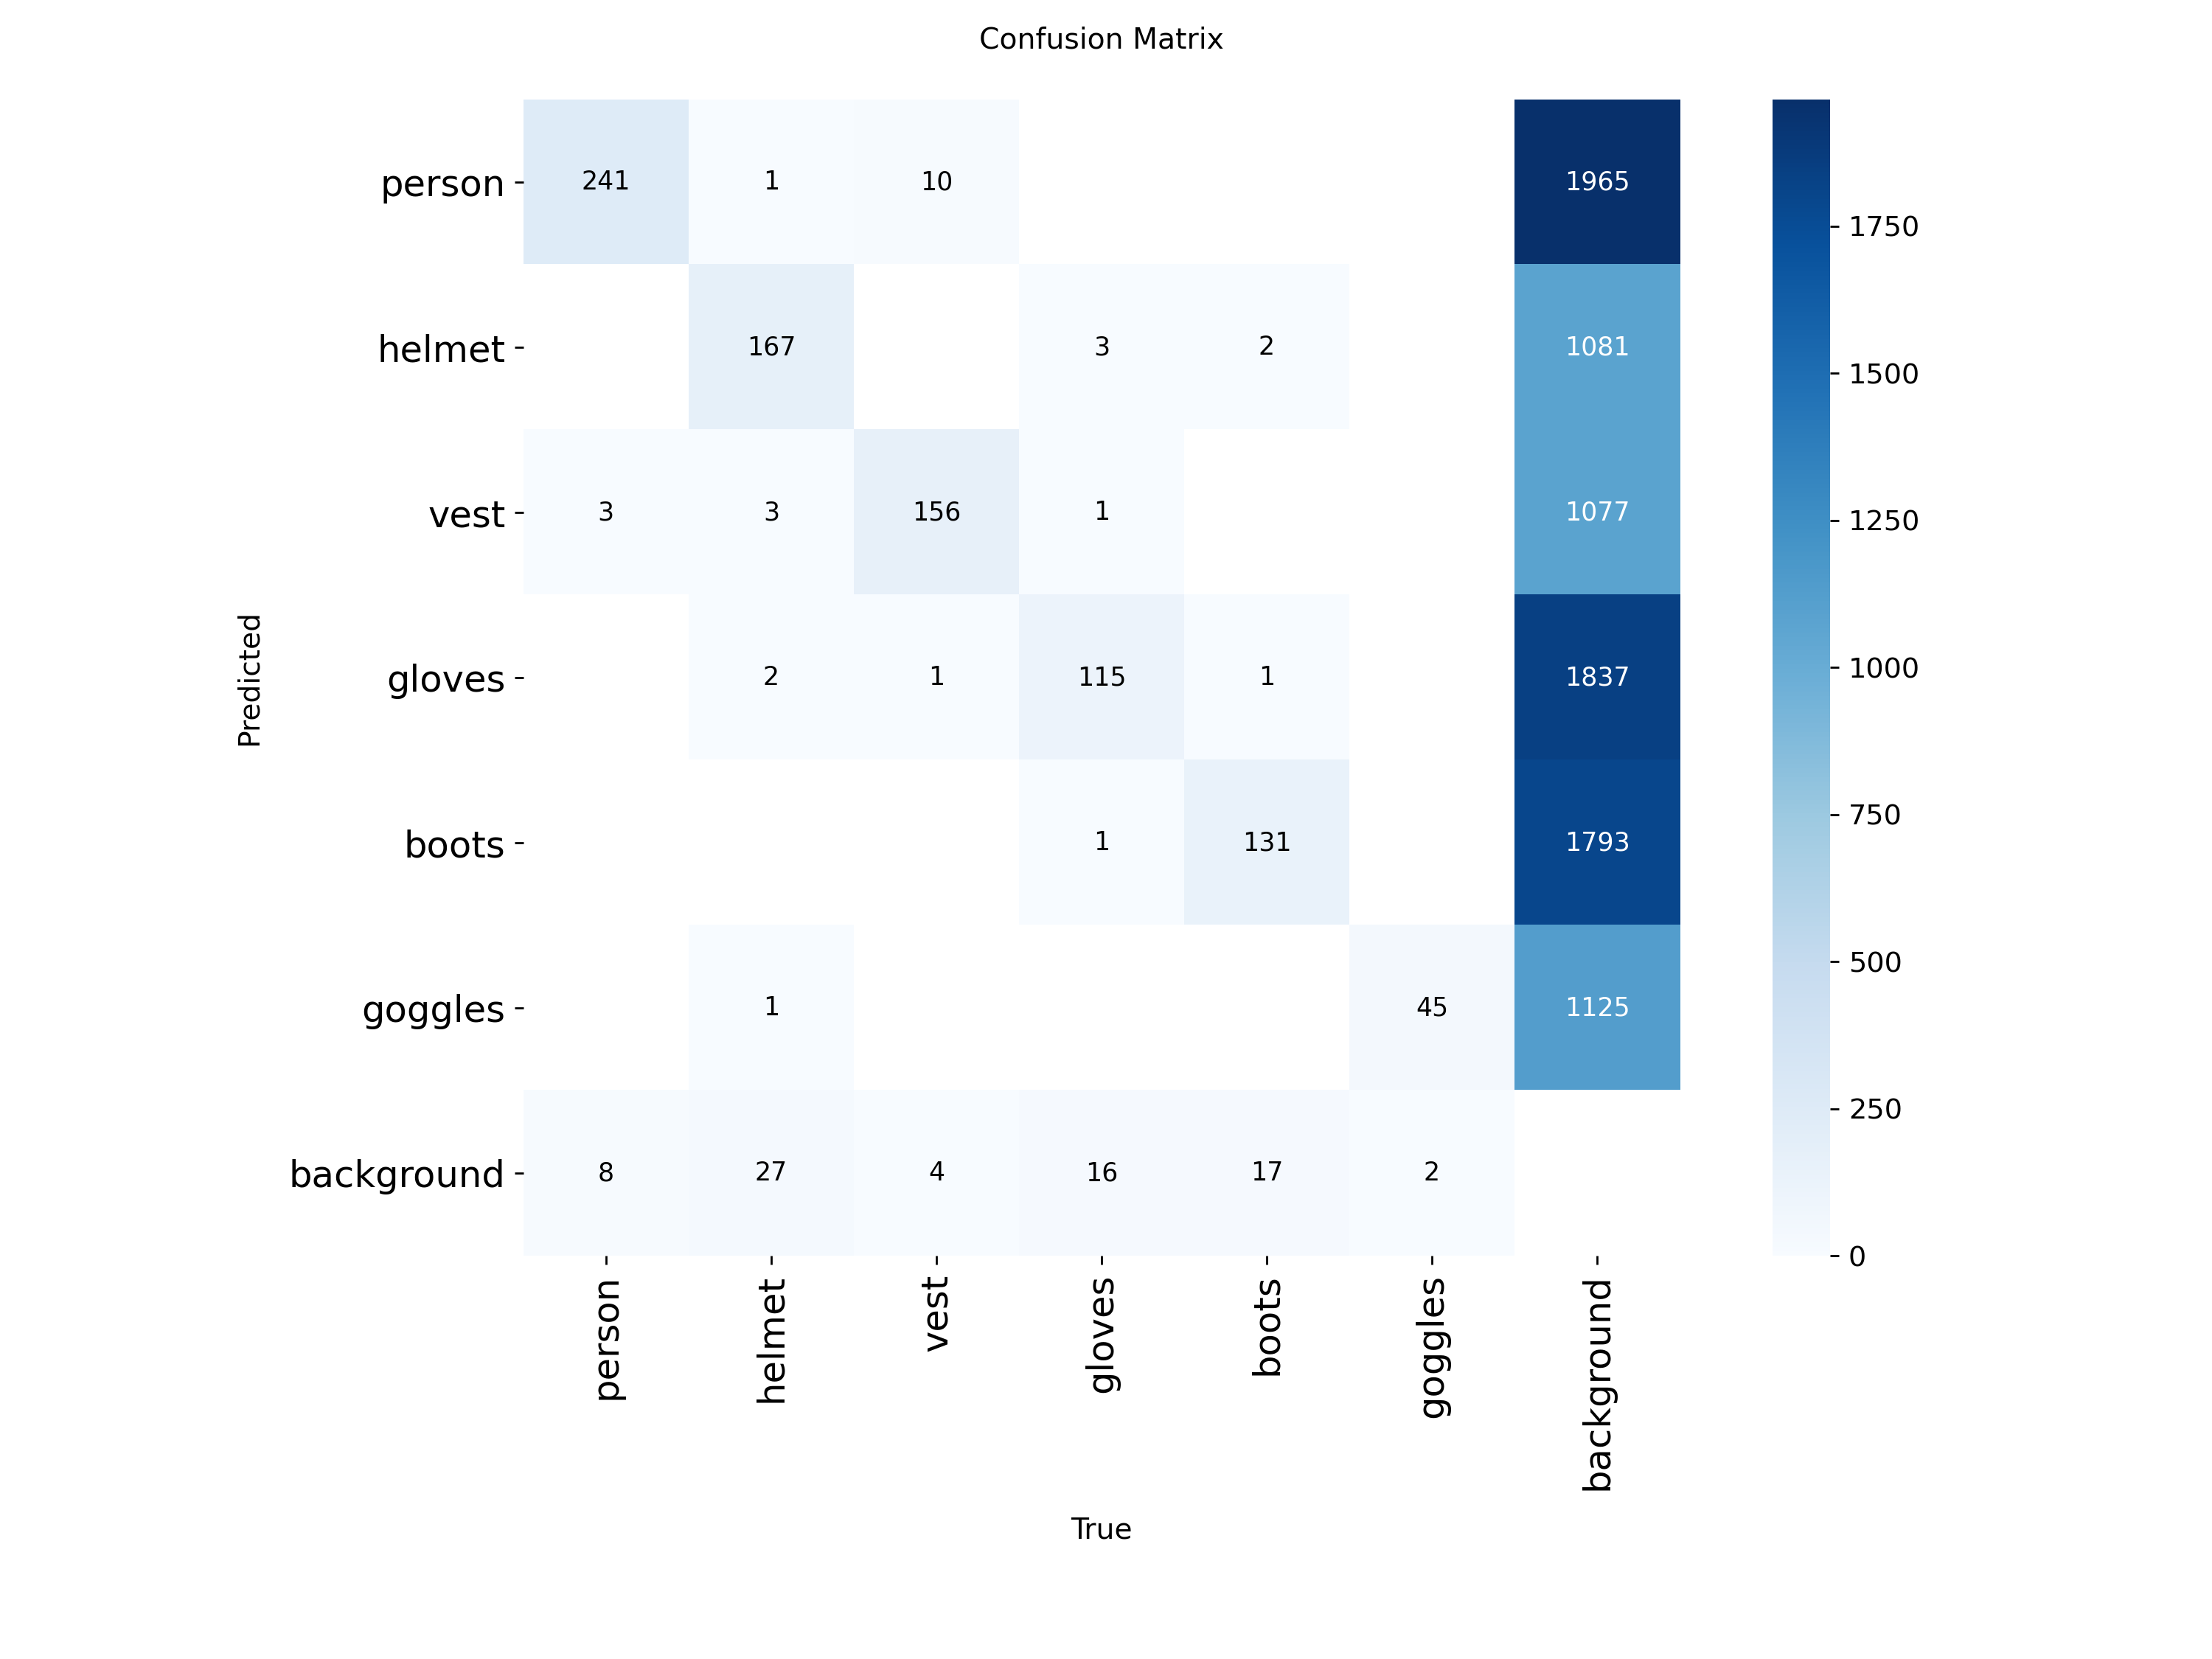 Confusion Matrix
person 241 1 10 1965
helmet 167 3 2 1081
vest 3 3 156 1 1077
gloves 2 1 115 1 1837
boots 1 131 1793
goggles 1 45 1125
background 8 27 4 16 17 2
Predicted
person helmet vest gloves boots goggles background
True
1750
1500
1250
1000
750
500
250
0